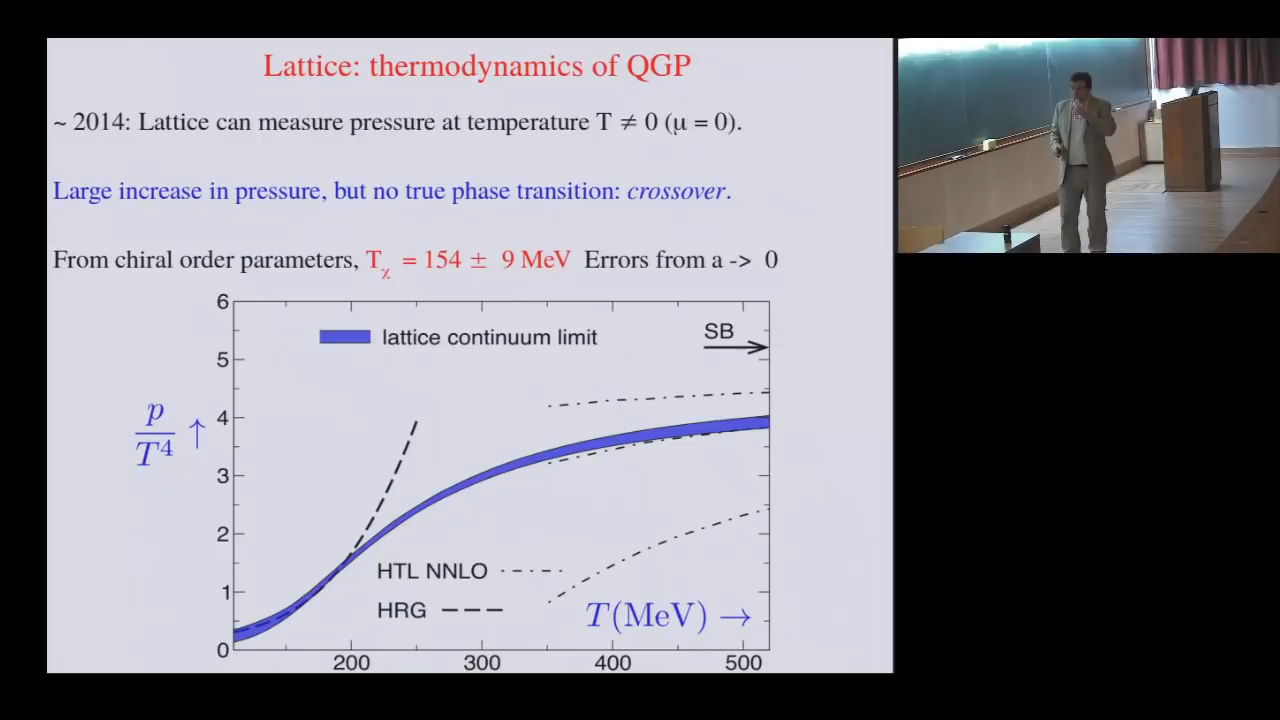 Lattice: thermodynamics of QGP
~ 2014: Lattice can measure pressure at temperature T ≠ 0 (μ = 0).
Large increase in pressure, but no true phase transition: crossover.
From chiral order parameters, Tχ = 154 ± 9 MeV Errors from a -> 0
6
lattice continuum limit
SB
5
p/T⁴ ↑
4
3
2
HTL NNLO
1
HRG
T(MeV) →
0
200 300 400 500